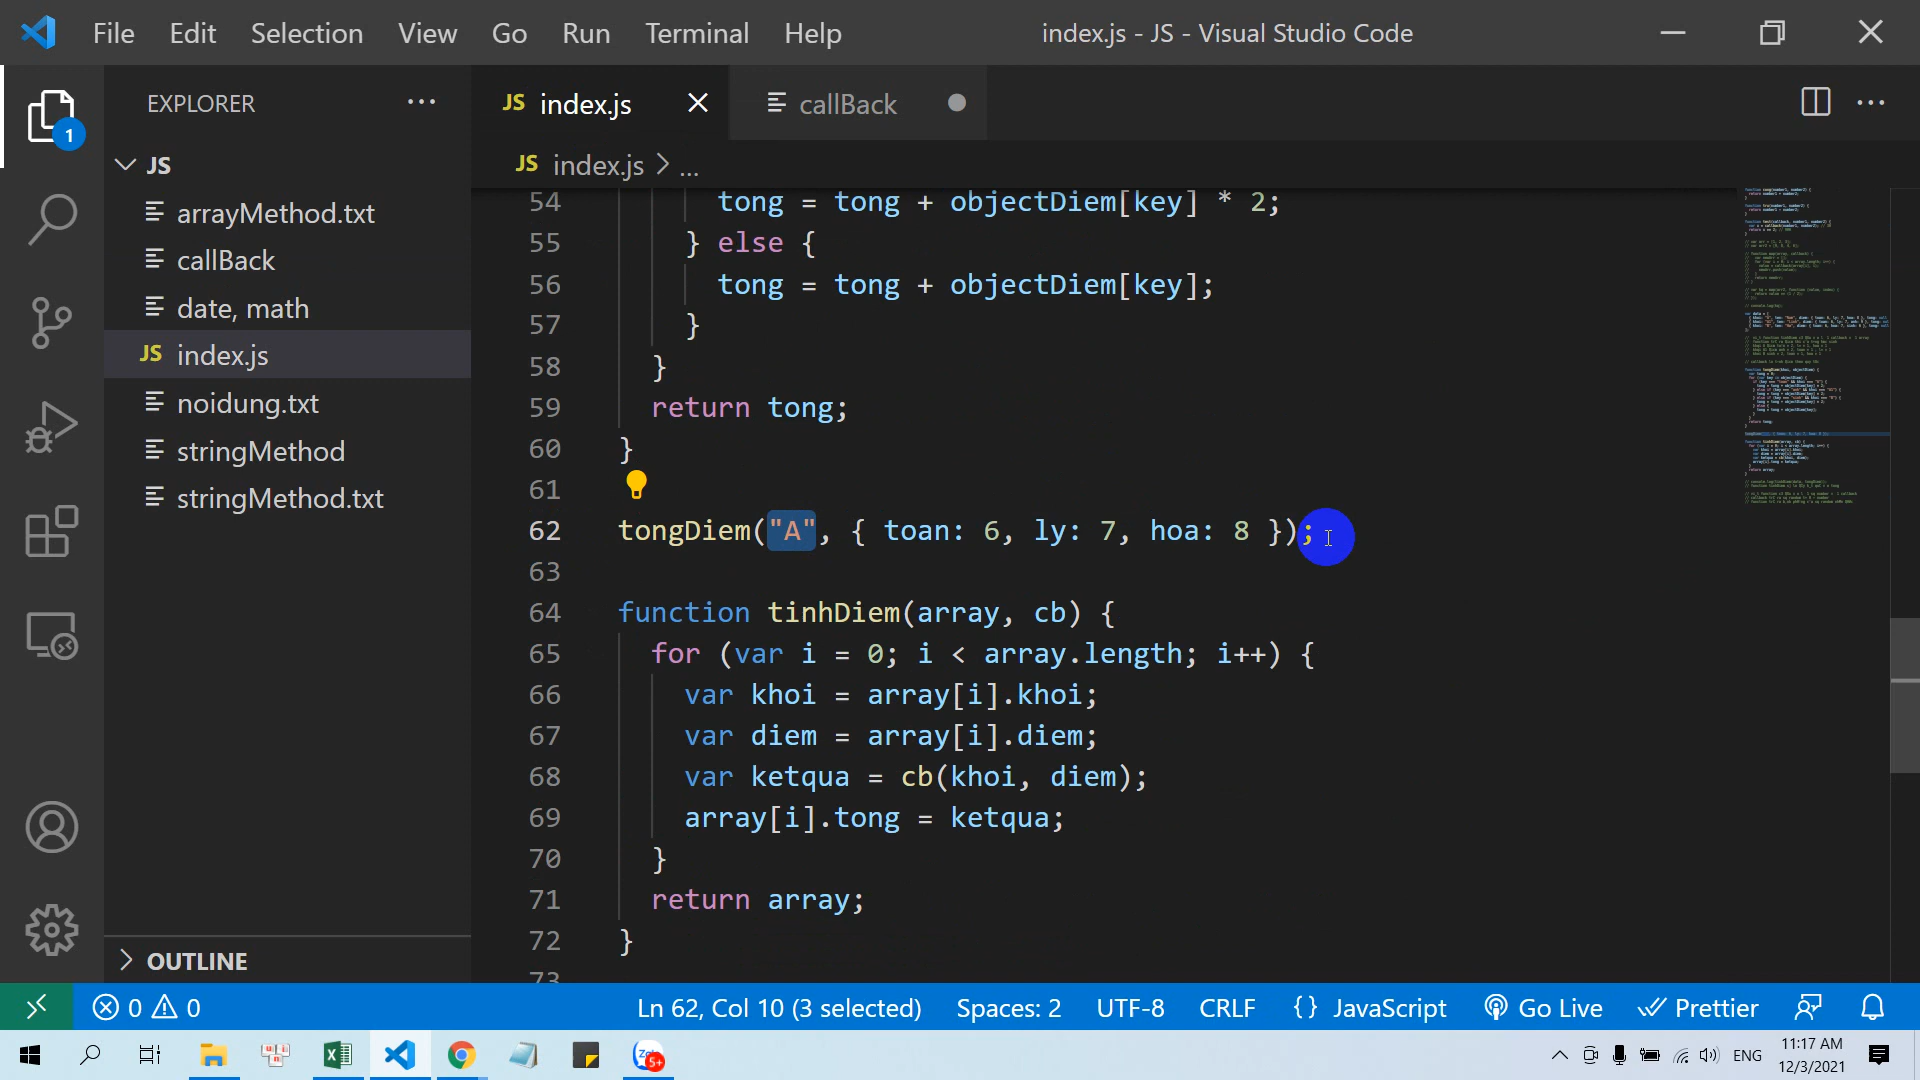 File Edit Selection View Go Run Terminal Help
index.js - JS - Visual Studio Code
EXPLORER
1
JS
arrayMethod.txt
callBack
date, math
JS index.js
noidung.txt
stringMethod
stringMethod.txt
OUTLINE
JS index.js
callBack
JS index.js > ...
54 tong = tong + objectDiem[key] * 2;
55 } else {
56 tong = tong + objectDiem[key];
57 }
58 }
59 return tong;
60 }
61
62 tongDiem("A", { toan: 6, ly: 7, hoa: 8 });
63
64 function tinhDiem(array, cb) {
65 for (var i = 0; i < array.length; i++) {
66 var khoi = array[i].khoi;
67 var diem = array[i].diem;
68 var ketqua = cb(khoi, diem);
69 array[i].tong = ketqua;
70 }
71 return array;
72 }
73
0 0
Ln 62, Col 10 (3 selected) Spaces: 2 UTF-8 CRLF {} JavaScript Go Live Prettier
5+
ENG
11:17 AM
12/3/2021